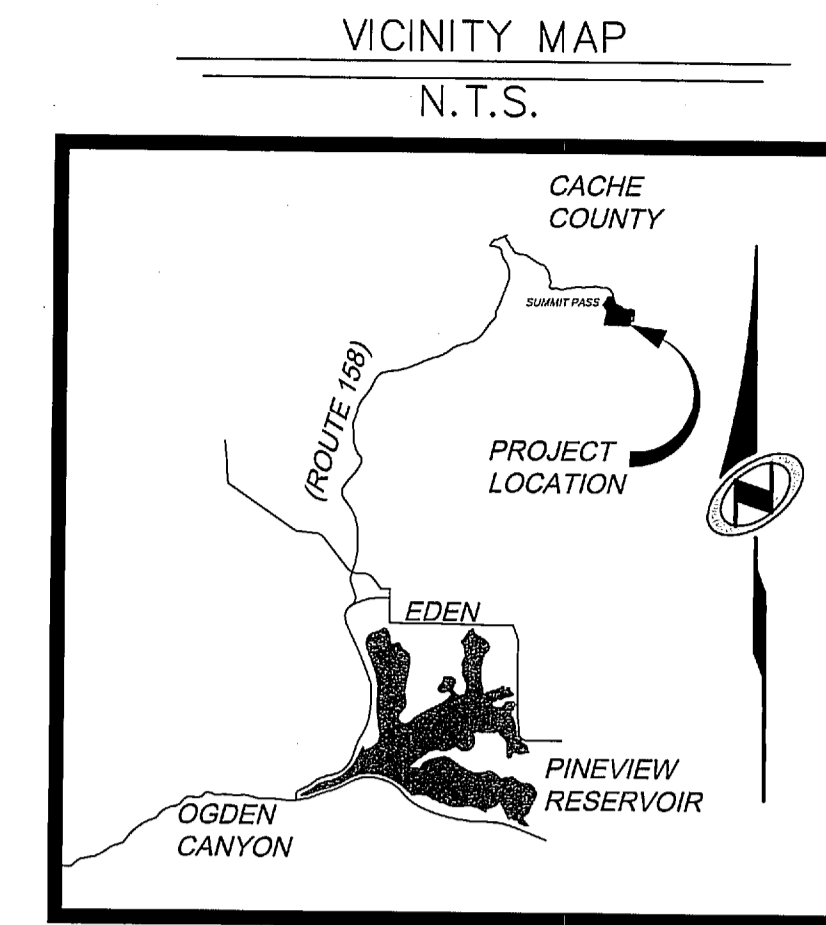 VICINITY MAP
N.T.S.
CACHE
COUNTY
SUMMIT PASS
(ROUTE 158)
PROJECT
LOCATION
N
EDEN
PINEVIEW
RESERVOIR
OGDEN
CANYON